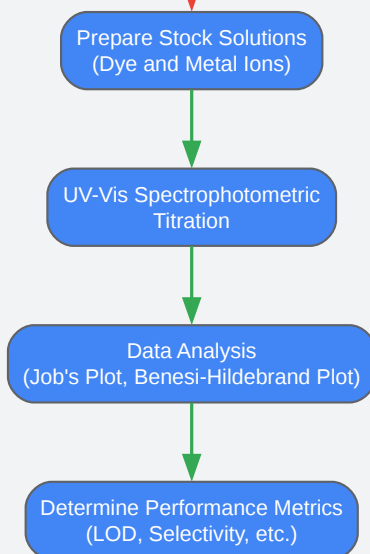 Prepare Stock Solutions
(Dye and Metal Ions)
UV-Vis Spectrophotometric
Titration
Data Analysis
(Job's Plot, Benesi-Hildebrand Plot)
Determine Performance Metrics
(LOD, Selectivity, etc.)